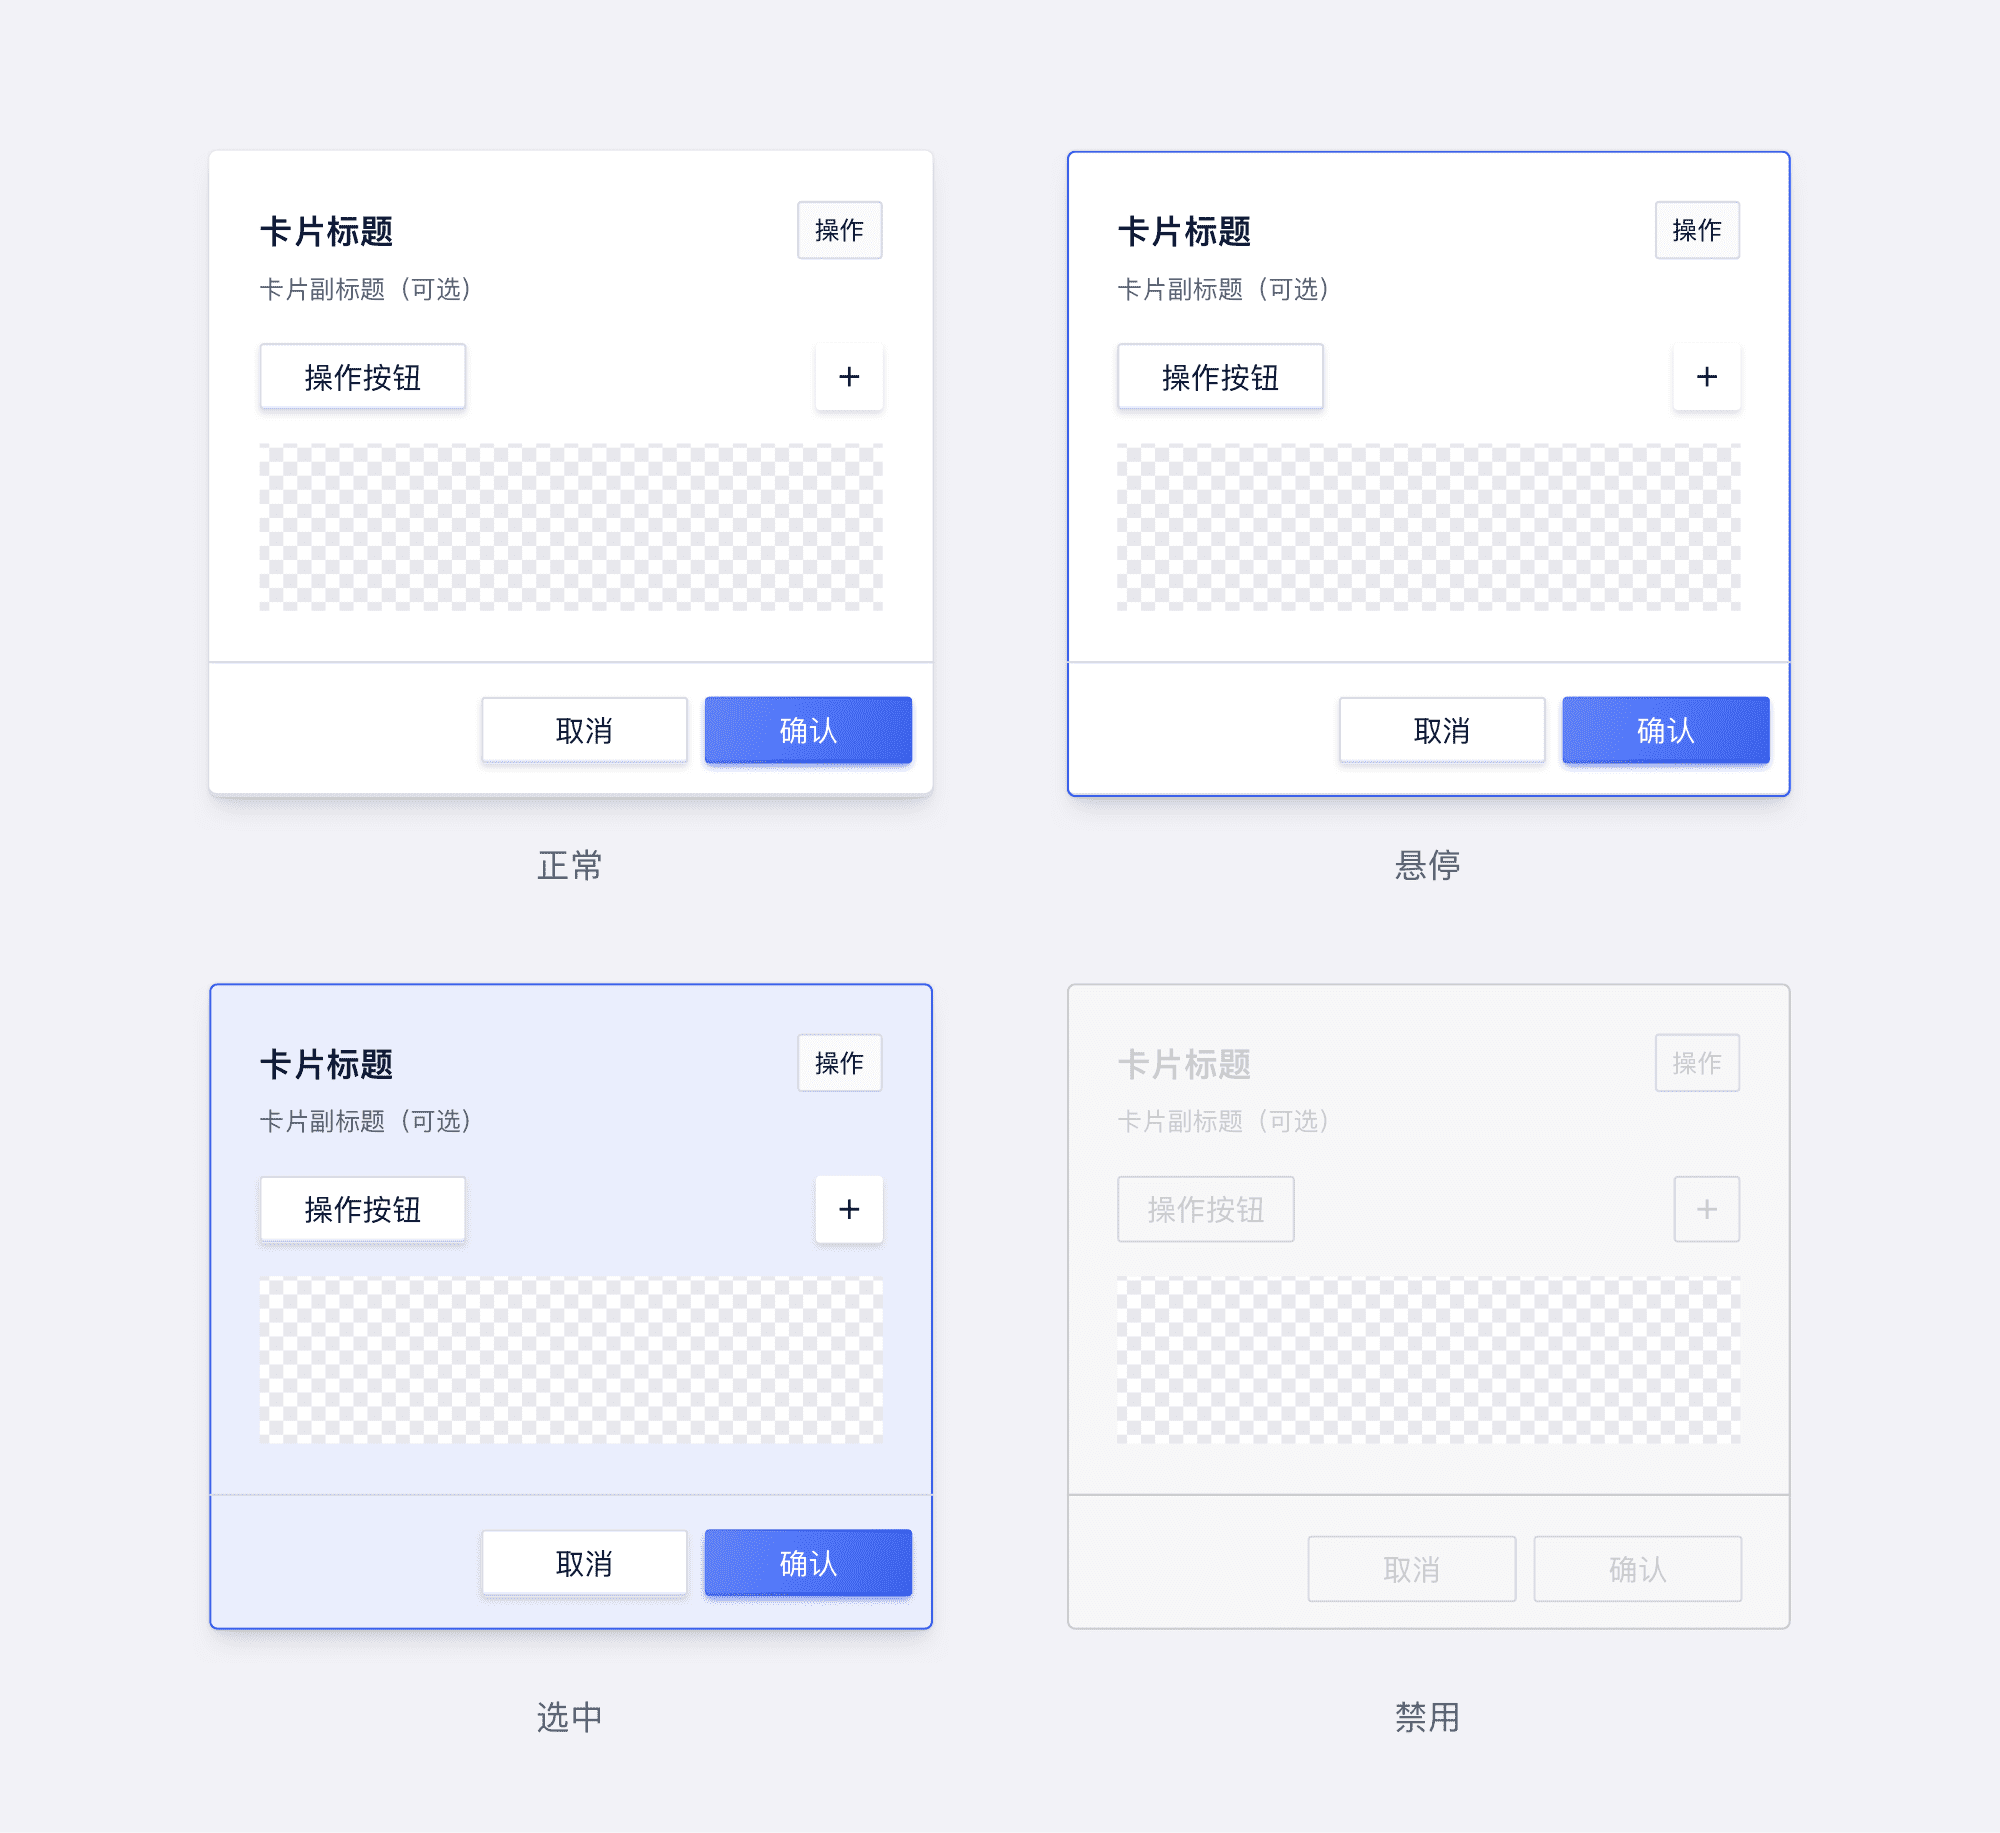 卡片标题 操作
卡片副标题（可选）
操作按钮 +
取消 确认
正常
卡片标题 操作
卡片副标题（可选）
操作按钮 +
取消 确认
悬停
卡片标题 操作
卡片副标题（可选）
操作按钮 +
取消 确认
选中
卡片标题 操作
卡片副标题（可选）
操作按钮 +
取消 确认
禁用